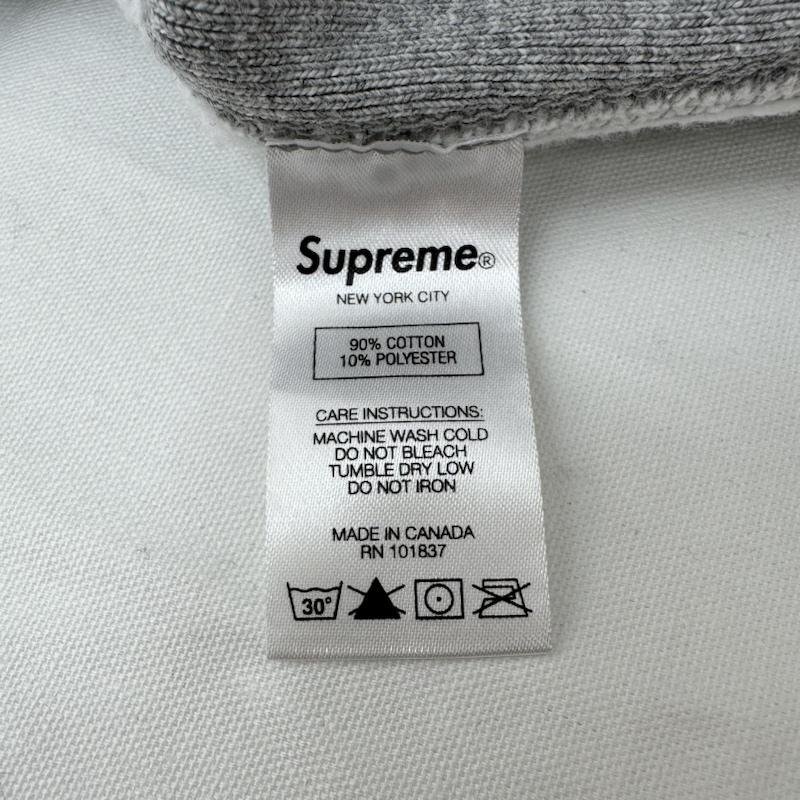 Supreme®
NEW YORK CITY
90% COTTON
10% POLYESTER
CARE INSTRUCTIONS:
MACHINE WASH COLD
DO NOT BLEACH
TUMBLE DRY LOW
DO NOT IRON
MADE IN CANADA
RN 101837
30°